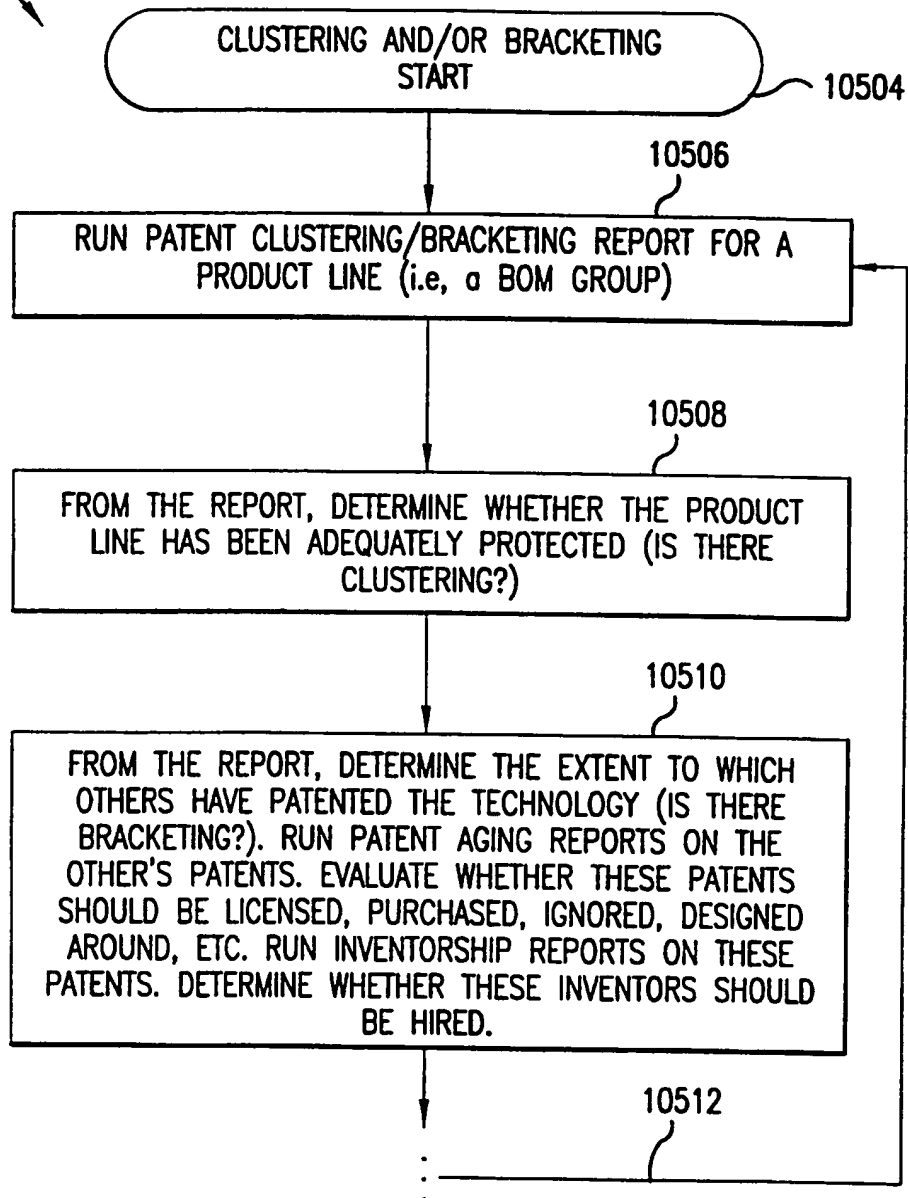 CLUSTERING AND/OR BRACKETING
START
10504
10506
RUN PATENT CLUSTERING/BRACKETING REPORT FOR A
PRODUCT LINE (i.e, a BOM GROUP)
10508
FROM THE REPORT, DETERMINE WHETHER THE PRODUCT
LINE HAS BEEN ADEQUATELY PROTECTED (IS THERE
CLUSTERING?)
10510
FROM THE REPORT, DETERMINE THE EXTENT TO WHICH
OTHERS HAVE PATENTED THE TECHNOLOGY (IS THERE
BRACKETING?). RUN PATENT AGING REPORTS ON THE
OTHER'S PATENTS. EVALUATE WHETHER THESE PATENTS
SHOULD BE LICENSED, PURCHASED, IGNORED, DESIGNED
AROUND, ETC. RUN INVENTORSHIP REPORTS ON THESE
PATENTS. DETERMINE WHETHER THESE INVENTORS SHOULD
BE HIRED.
10512